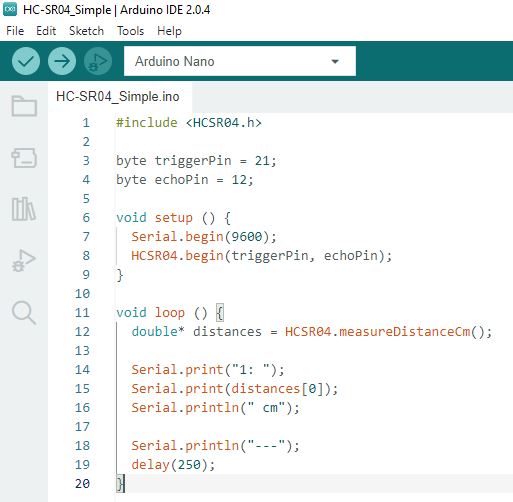 HC-SR04_Simple | Arduino IDE 2.0.4
File Edit Sketch Tools Help
Arduino Nano
HC-SR04_Simple.ino
1 #include <HCSR04.h>
2
3 byte triggerPin = 21;
4 byte echoPin = 12;
5
6 void setup () {
7   Serial.begin(9600);
8   HCSR04.begin(triggerPin, echoPin);
9 }
10
11 void loop () {
12   double* distances = HCSR04.measureDistanceCm();
13
14   Serial.print("1: ");
15   Serial.print(distances[0]);
16   Serial.println(" cm");
17
18   Serial.println("---");
19   delay(250);
20 }